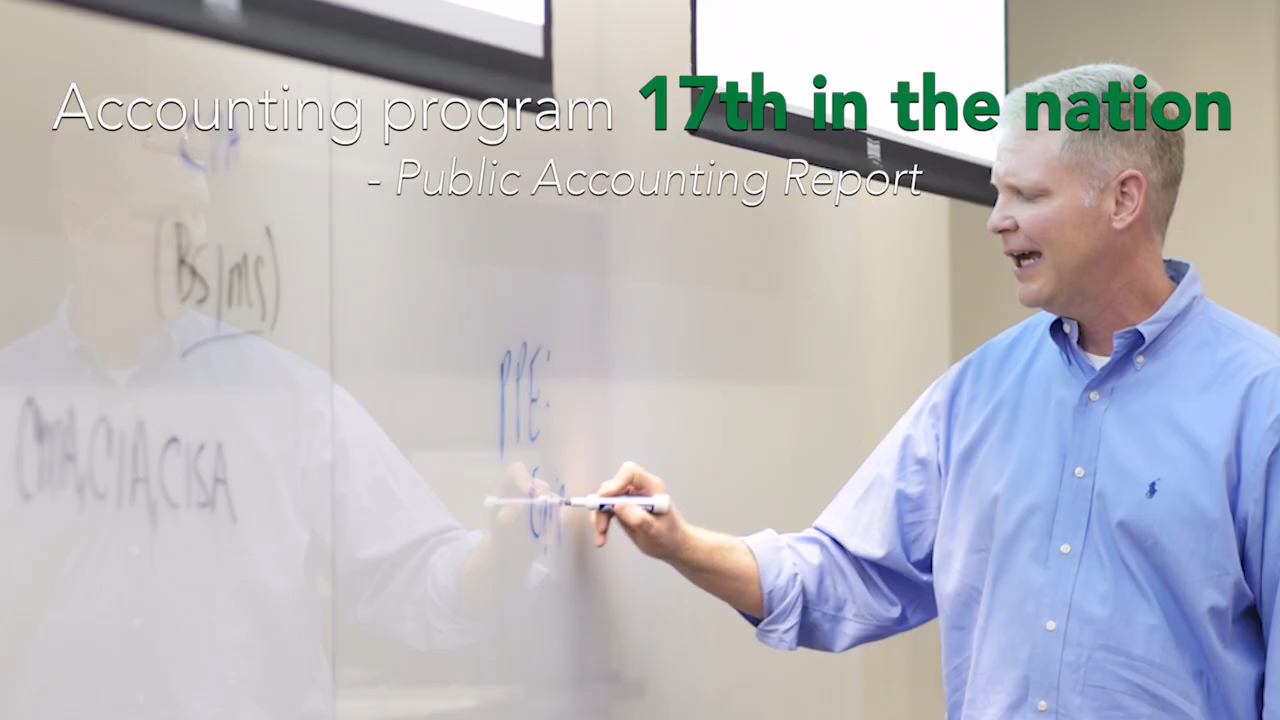 Accounting program 17th in the nation
- Public Accounting Report
(BS/MS)
PPE:
CMA, CIA, CISA